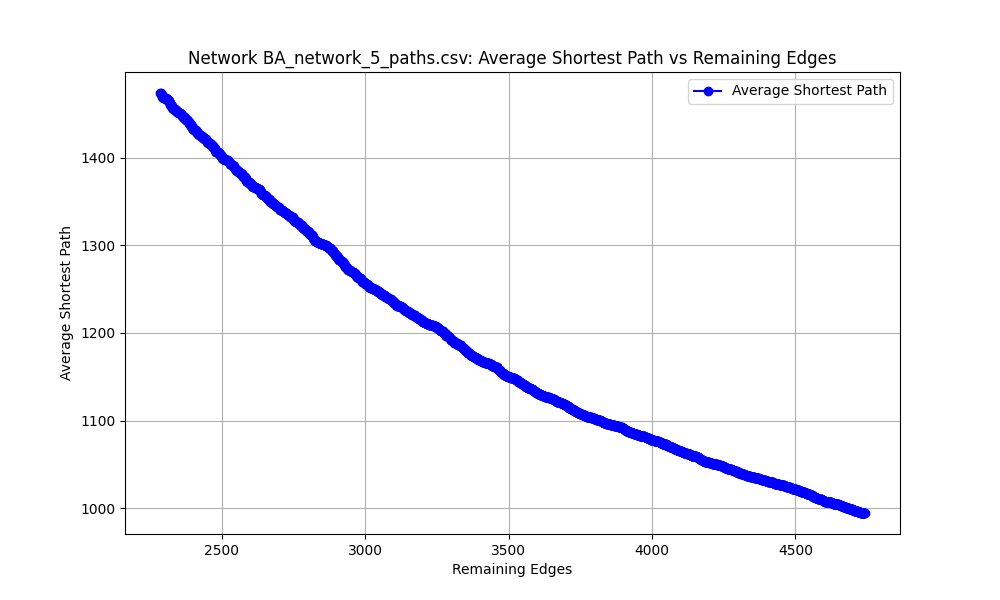 Network BA_network_5_paths.csv: Average Shortest Path vs Remaining Edges
Average Shortest Path
1400
1300
1200
1100
1000
Average Shortest Path
2500 3000 3500 4000 4500
Remaining Edges